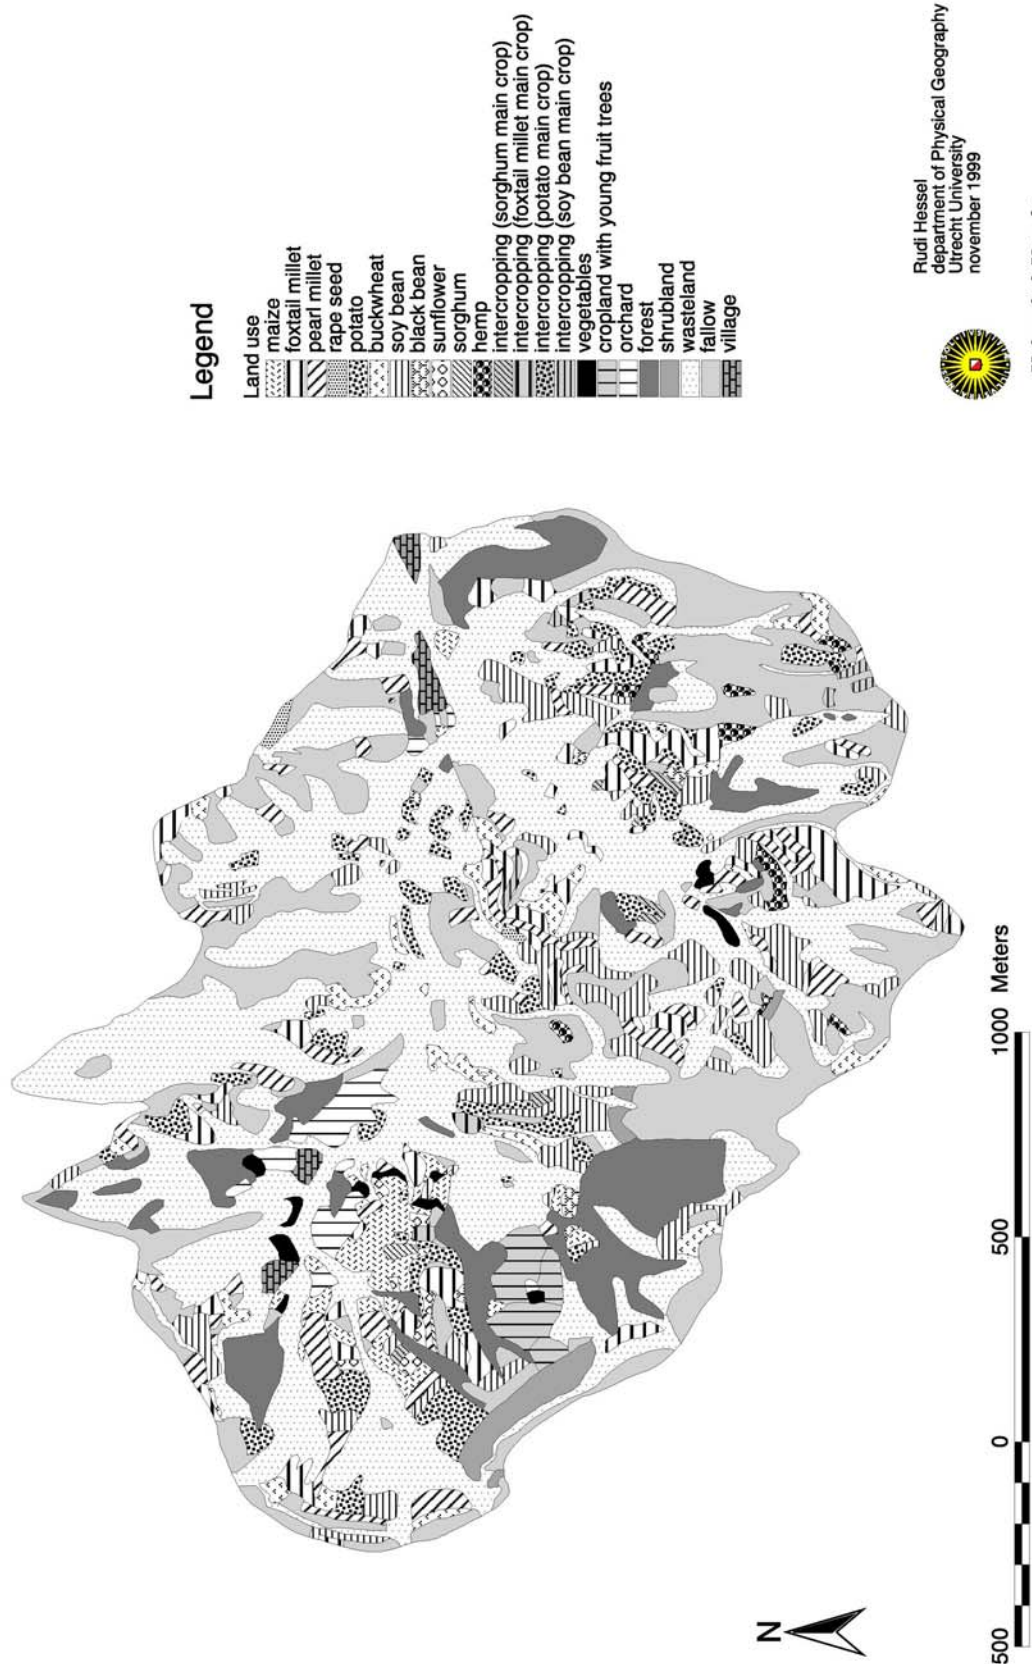 Legend
Land use
maize
foxtail millet
pearl millet
rape seed
potato
buckwheat
soy bean
black bean
sunflower
sorghum
hemp
intercropping (sorghum main crop)
intercropping (foxtail millet main crop)
intercropping (potato main crop)
intercropping (soy bean main crop)
vegetables
cropland with young fruit trees
orchard
forest
shrubland
wasteland
fallow
village
N
500 0 500 1000 Meters
Rudi Hessel
department of Physical Geography
Utrecht University
november 1999